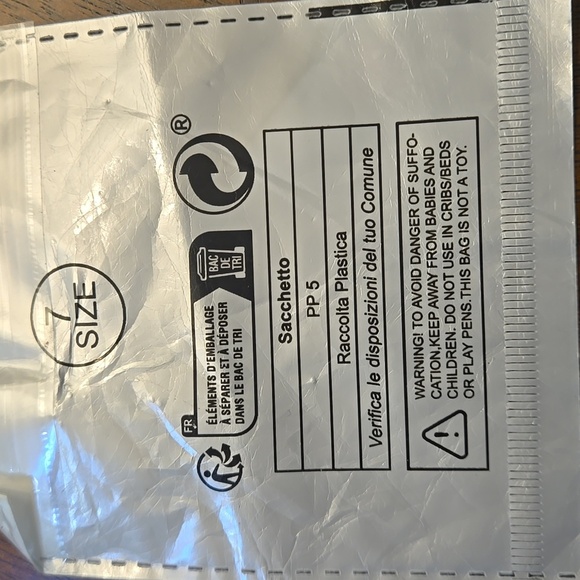 7
SIZE
FR
ÉLÉMENTS D'EMBALLAGE
À SÉPARER ET À DÉPOSER
DANS LE BAC DE TRI
BAC
DE
TRI
®
Sacchetto
PP 5
Raccolta Plastica
Verifica le disposizioni del tuo Comune
WARNING! TO AVOID DANGER OF SUFFO-
CATION,KEEP AWAY FROM BABIES AND
CHILDREN. DO NOT USE IN CRIBS/BEDS
OR PLAY PENS.THIS BAG IS NOT A TOY.